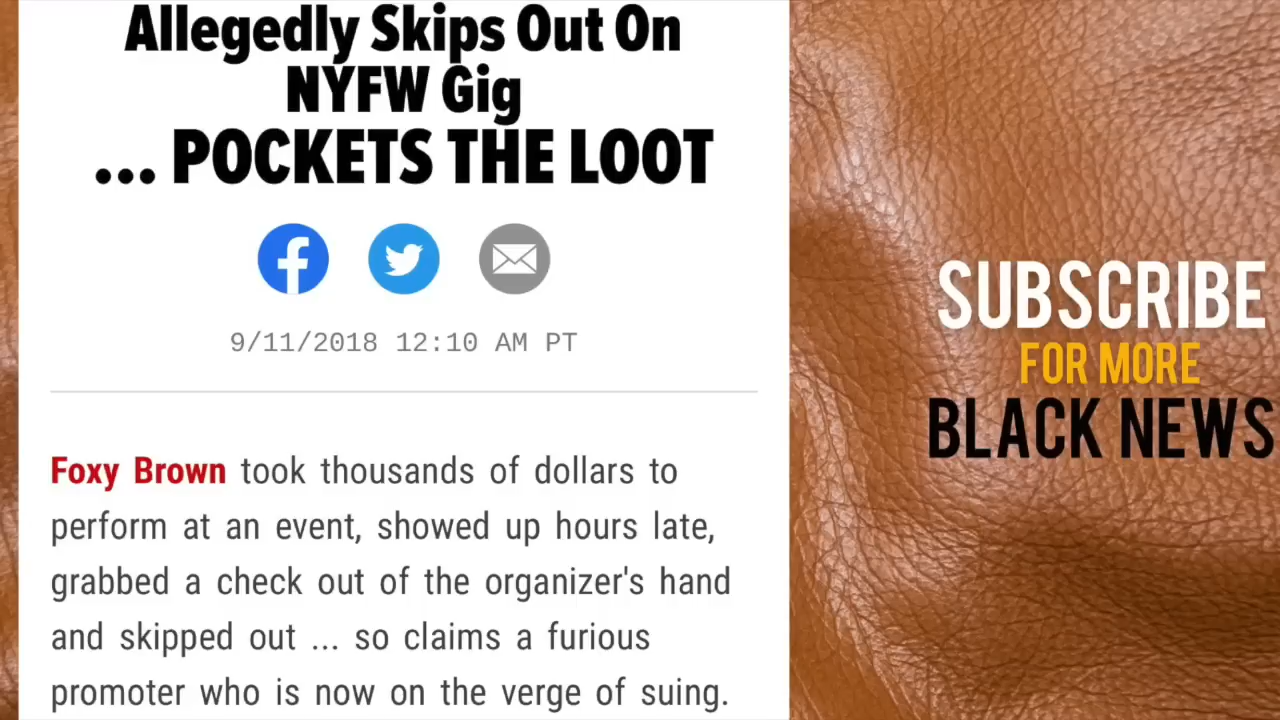 Allegedly Skips Out On
NYFW Gig
... POCKETS THE LOOT
9/11/2018 12:10 AM PT
Foxy Brown took thousands of dollars to
perform at an event, showed up hours late,
grabbed a check out of the organizer's hand
and skipped out ... so claims a furious
promoter who is now on the verge of suing.
SUBSCRIBE
FOR MORE
BLACK NEWS